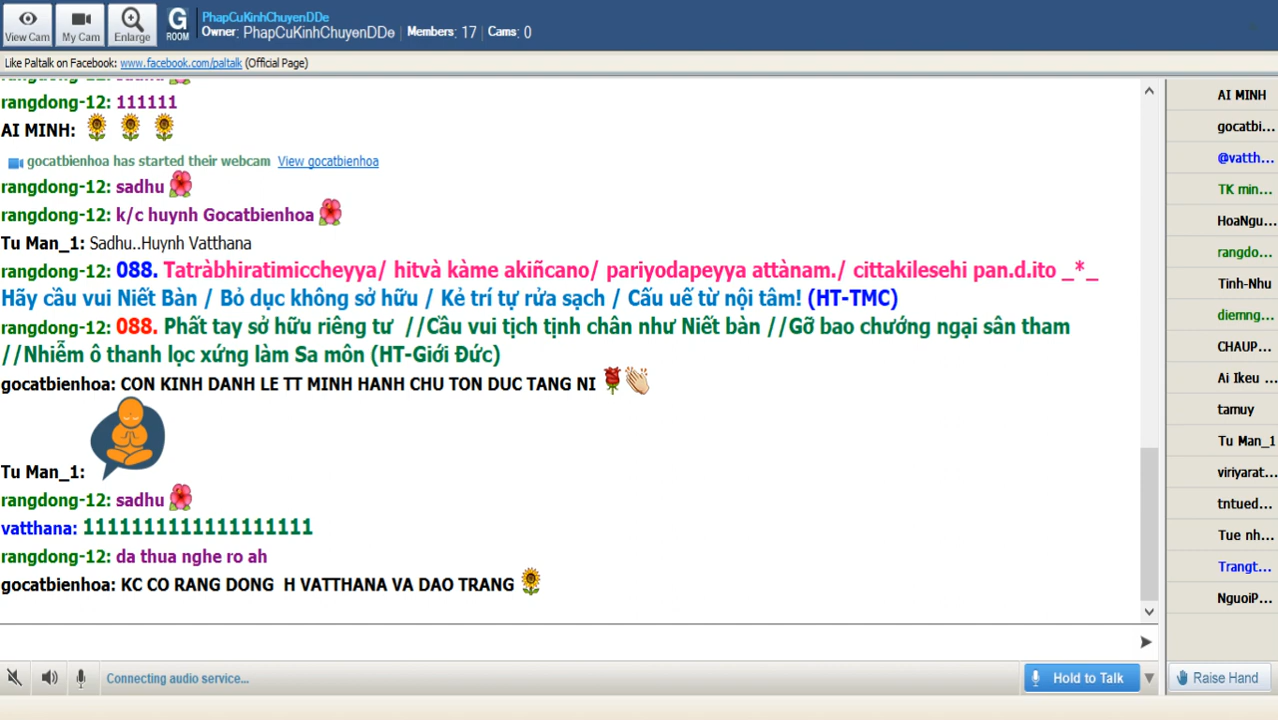 View Cam
My Cam
Enlarge
G
ROOM
PhapCuKinhChuyenDDe
Owner: PhapCuKinhChuyenDDe | Members: 17 | Cams: 0
Like Paltalk on Facebook: www.facebook.com/paltalk (Official Page)
rangdong-12: sadhu
rangdong-12: 111111
AI MINH:
gocatbienhoa has started their webcam View gocatbienhoa
rangdong-12: sadhu
rangdong-12: k/c huynh Gocatbienhoa
Tu Man_1: Sadhu..Huynh Vatthana
rangdong-12: 088. Tatràbhiratimiccheyya/ hitvà kàme akiñcano/ pariyodapeyya attànam./ cittakilesehi pan.d.ito _*_
Hãy cầu vui Niết Bàn / Bỏ dục không sở hữu / Kẻ trí tự rửa sạch / Cấu uế từ nội tâm! (HT-TMC)
rangdong-12: 088. Phất tay sở hữu riêng tư //Cầu vui tịch tịnh chân như Niết bàn //Gỡ bao chướng ngại sân tham
//Nhiễm ô thanh lọc xứng làm Sa môn (HT-Giới Đức)
gocatbienhoa: CON KINH DANH LE TT MINH HANH CHU TON DUC TANG NI
Tu Man_1:
rangdong-12: sadhu
vatthana: 1111111111111111111
rangdong-12: da thua nghe ro ah
gocatbienhoa: KC CO RANG DONG H VATTHANA VA DAO TRANG
Connecting audio service...
Hold to Talk
AI MINH
gocatbi...
@vatth...
TK min...
HoaNgu...
rangdo...
Tinh-Nhu
diemng...
CHAUP...
Ai Ikeu ...
tamuy
Tu Man_1
viriyarat...
tntued...
Tue nh...
Trangt...
NguoiP...
Raise Hand